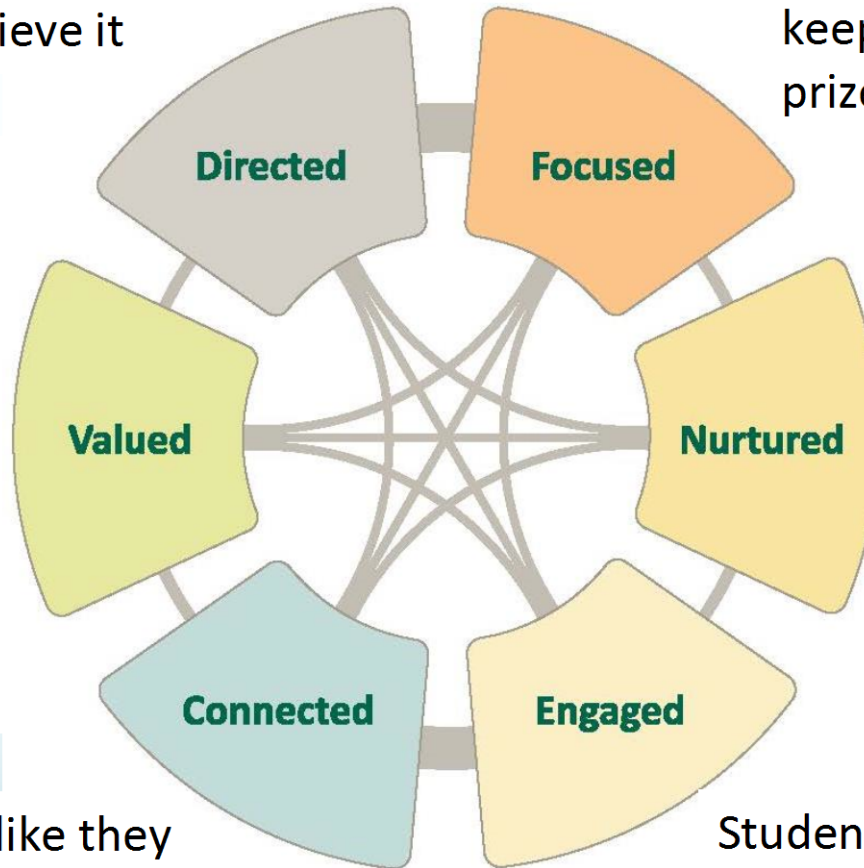 ieve it
keep
prize
Directed
Focused
Valued
Nurtured
Connected
Engaged
like they
Studen